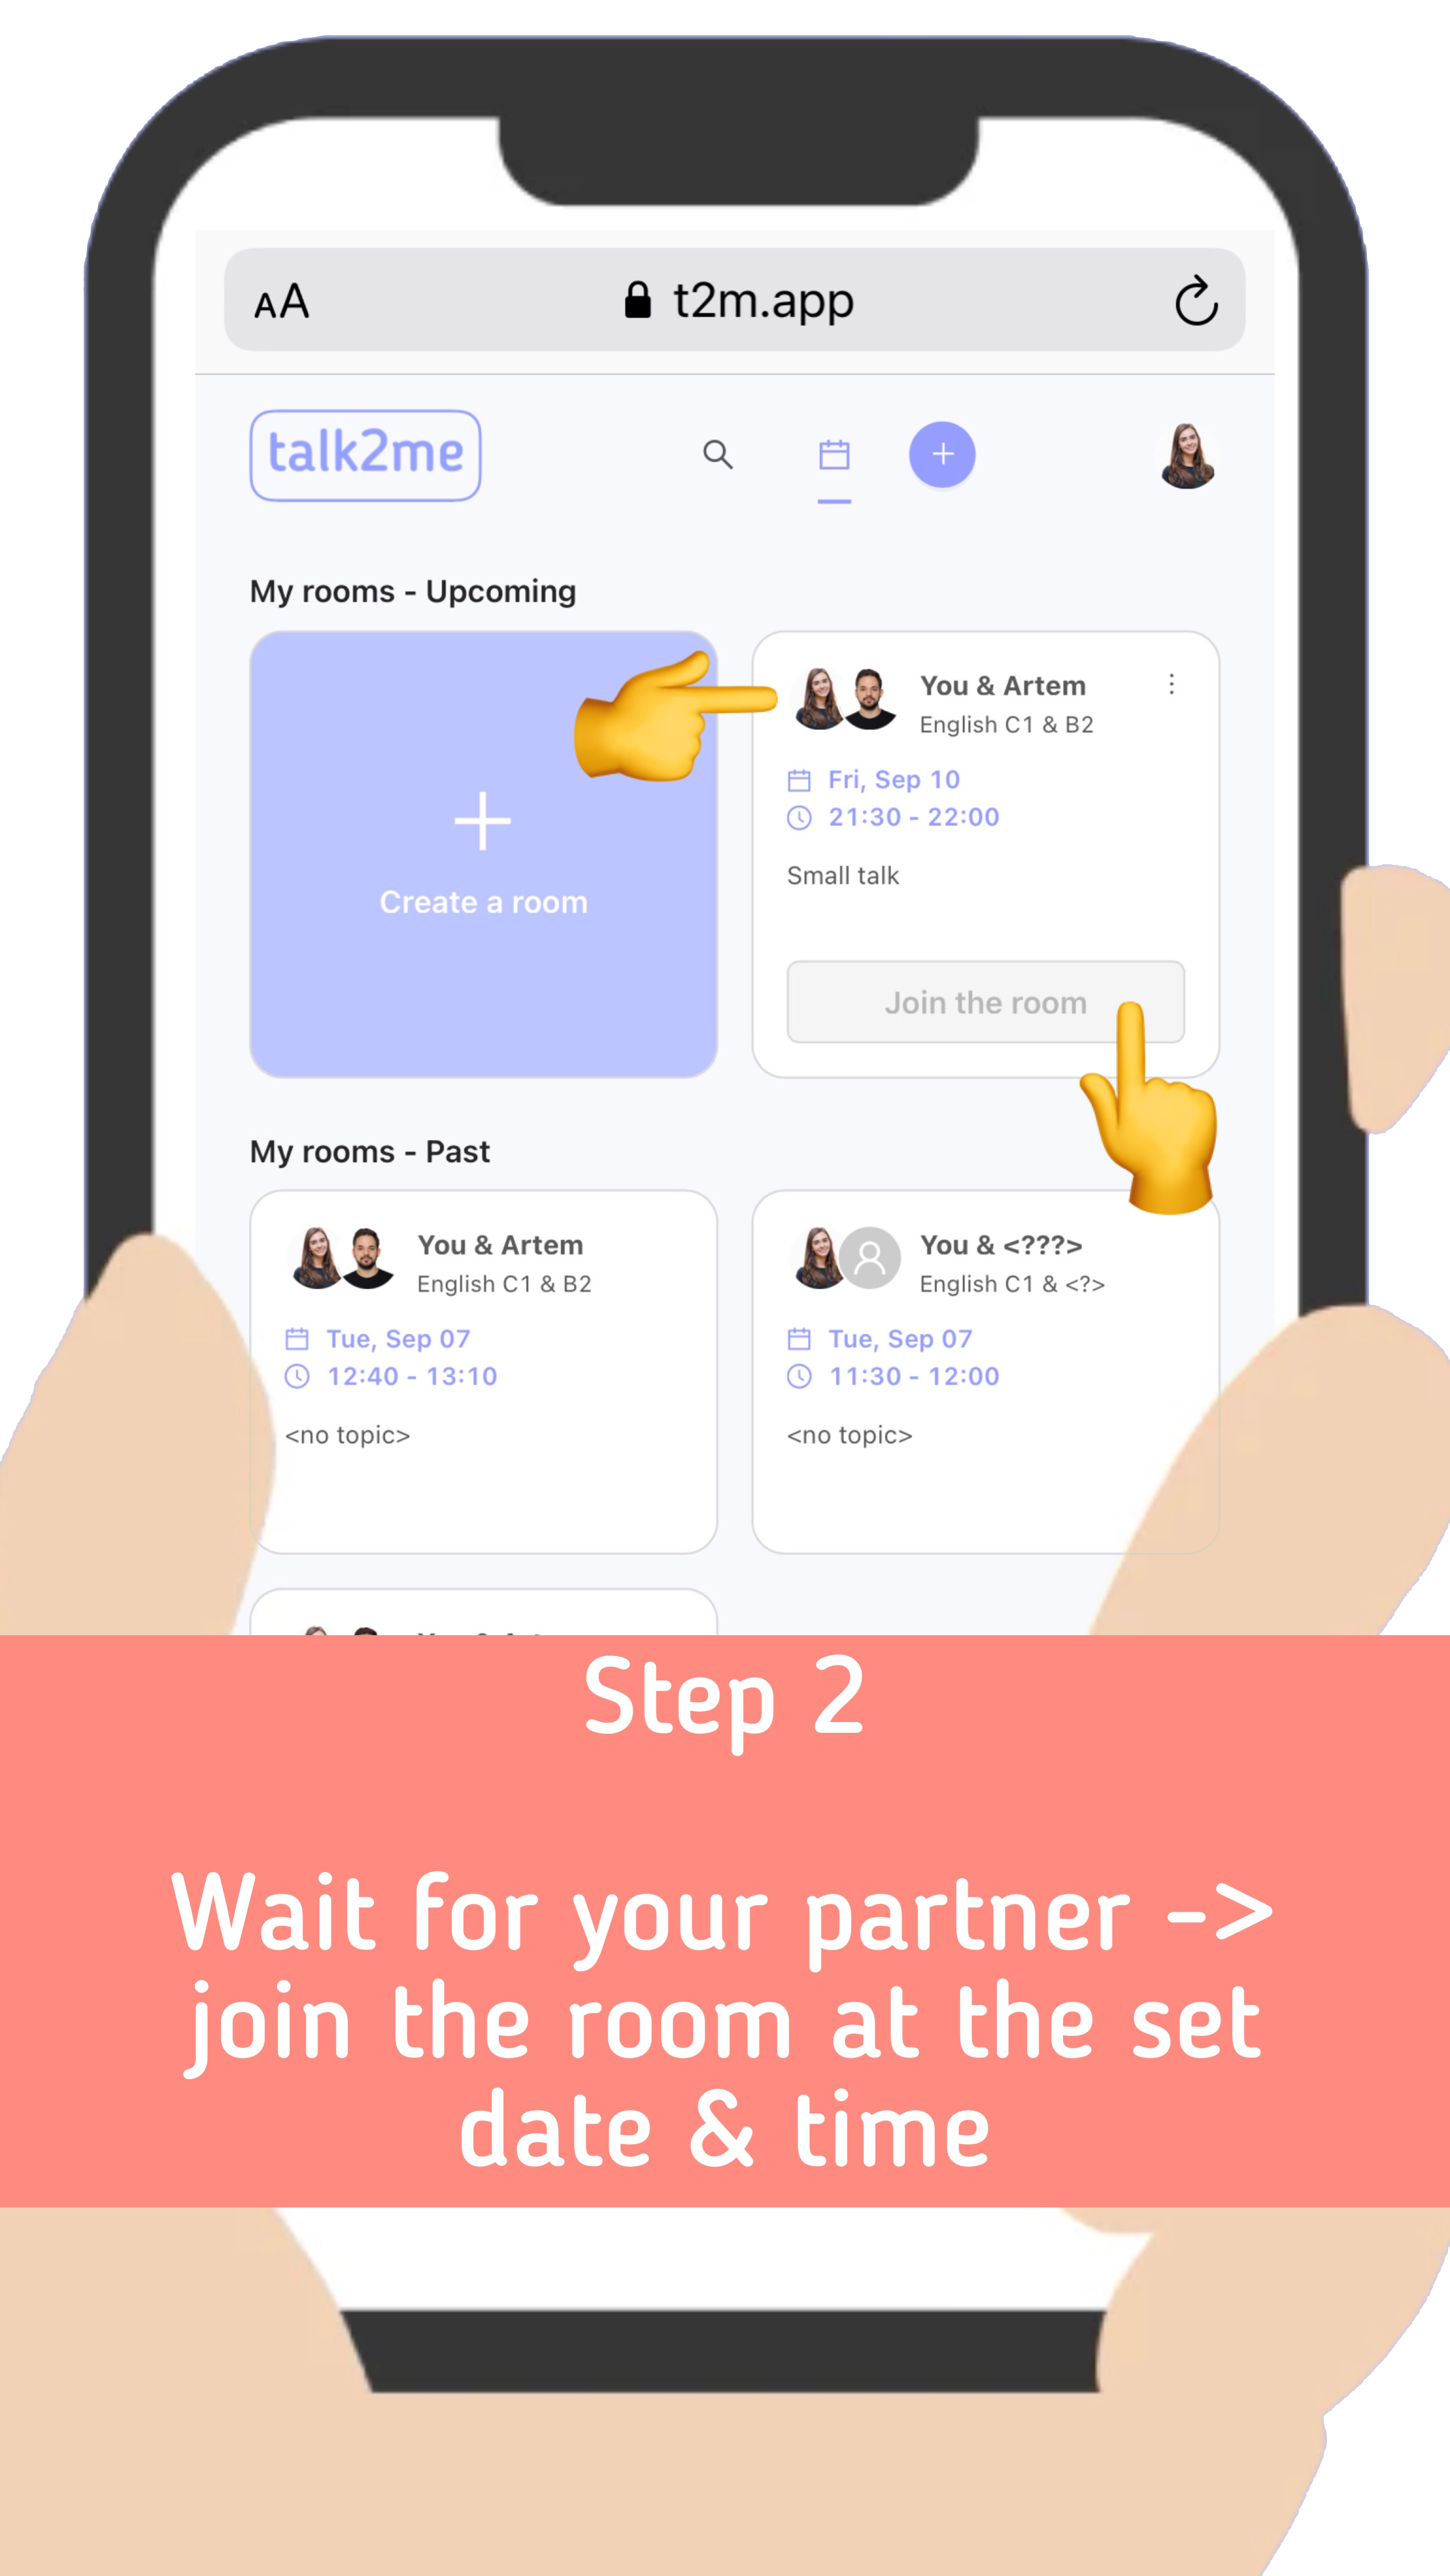 AA
t2m.app
talk2me
My rooms - Upcoming
Create a room
You & Artem
English C1 & B2
Fri, Sep 10
21:30 - 22:00
Small talk
Join the room
My rooms - Past
You & Artem
English C1 & B2
Tue, Sep 07
12:40 - 13:10
<no topic>
You & <???>
English C1 & <?>
Tue, Sep 07
11:30 - 12:00
<no topic>
Step 2
Wait for your partner ->
join the room at the set
date & time